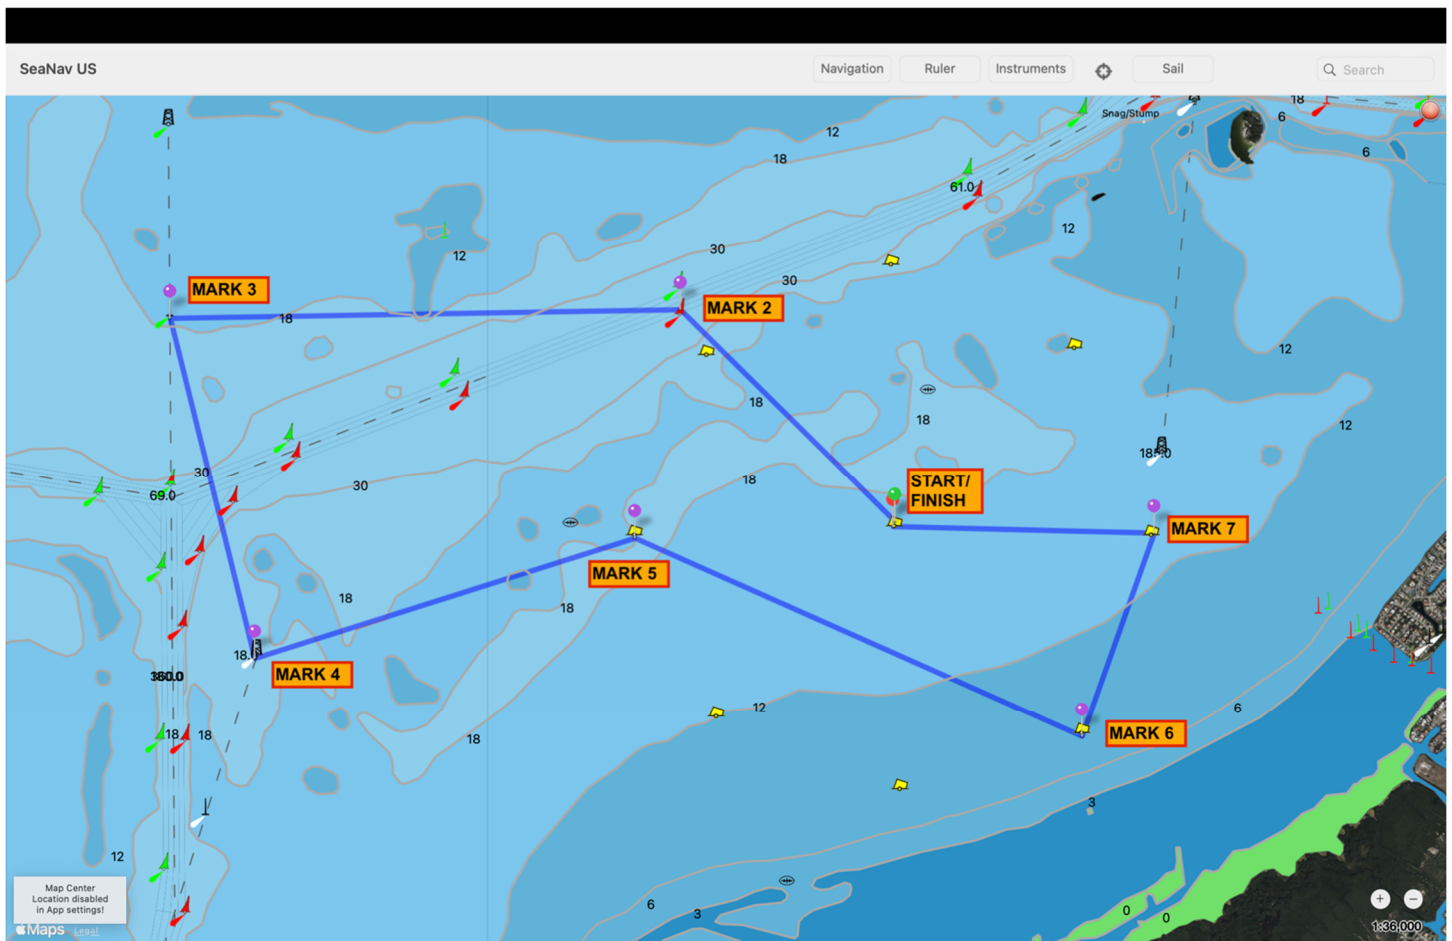 SeaNav US
Navigation
Ruler
Instruments
Sail
Search
Snag/Stump
18
6
6
12
18
61.0
12
12
30
30
MARK 3
MARK 2
18
12
18
18
12
START/
FINISH
18
30
30
69.0
MARK 7
MARK 5
18
18
18.
MARK 4
12
6
MARK 6
18
18
18
3
12
6
3
0
0
Map Center
Location disabled
in App settings!
Maps Legal
1:36,000